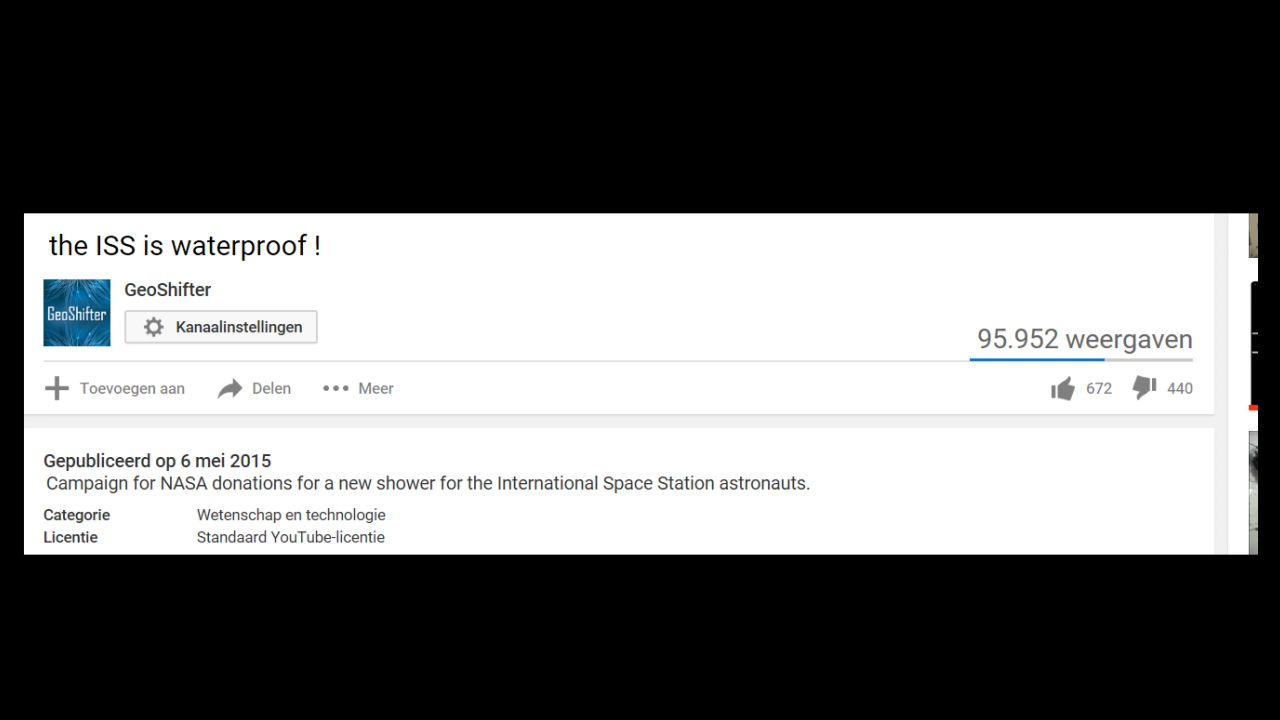 the ISS is waterproof !
GeoShifter
GeoShifter
Kanaalinstellingen
95.952 weergaven
Toevoegen aan Delen Meer 672 440
Gepubliceerd op 6 mei 2015
Campaign for NASA donations for a new shower for the International Space Station astronauts.
Categorie Wetenschap en technologie
Licentie Standaard YouTube-licentie